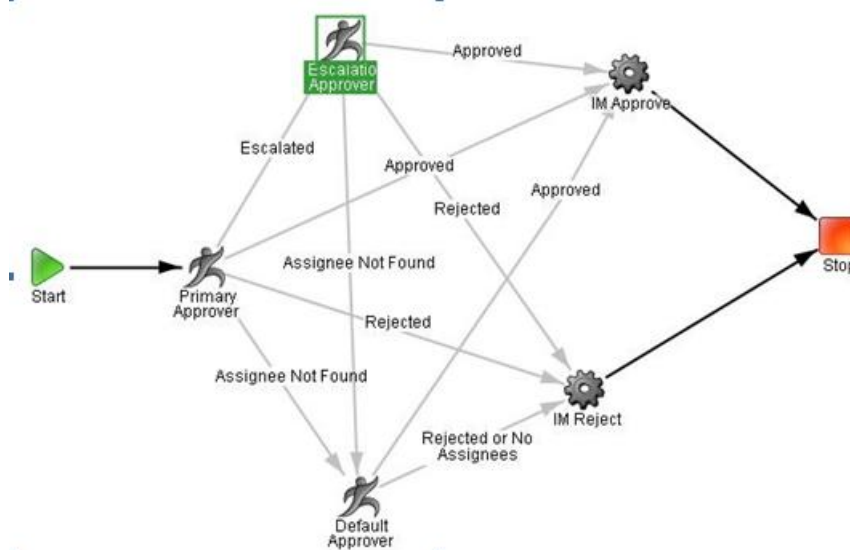 Approved
Escalatio
Approver
IM Approve
Escalated
Approved
Approved
Rejected
Assignee Not Found
Start
Primary
Approver
Stop
Rejected
Assignee Not Found
IM Reject
Rejected or No
Assignees
Default
Approver